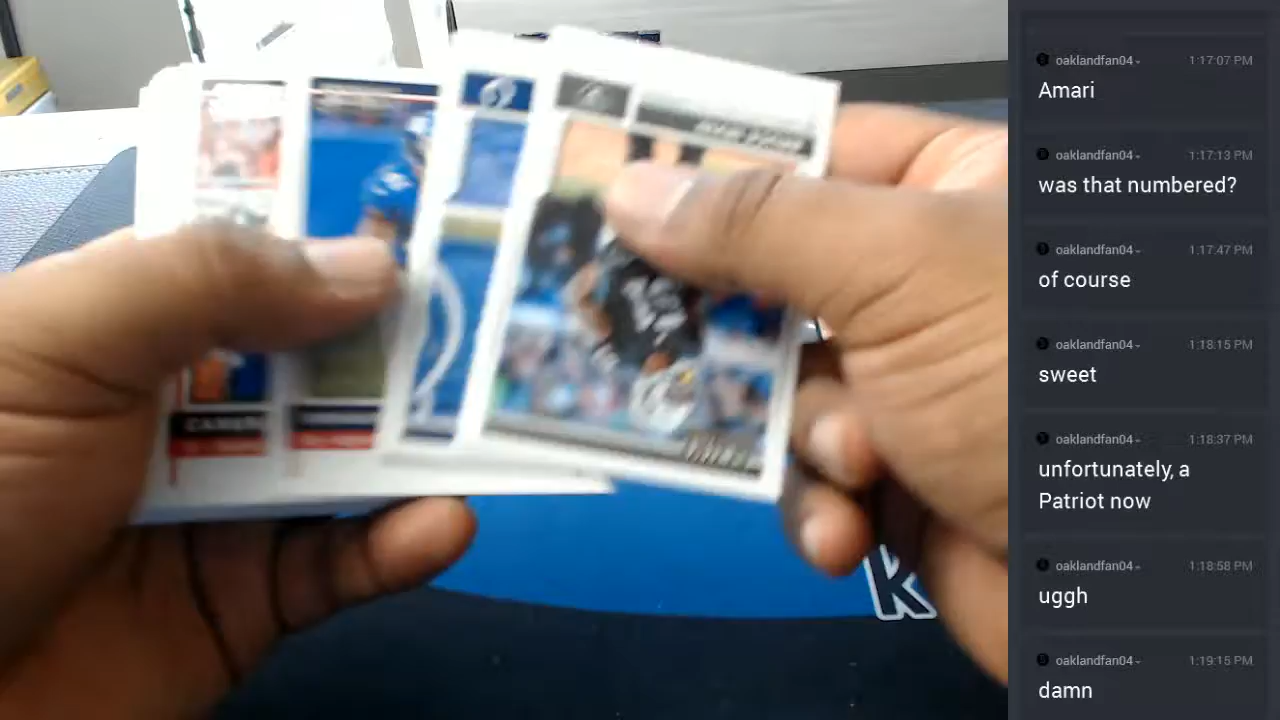 oaklandfan04
1:17:07 PM
Amari
oaklandfan04
1:17:13 PM
was that numbered?
oaklandfan04
1:17:47 PM
of course
oaklandfan04
1:18:15 PM
sweet
oaklandfan04
1:18:37 PM
unfortunately, a
Patriot now
oaklandfan04
1:18:58 PM
uggh
oaklandfan04
1:19:15 PM
damn
K